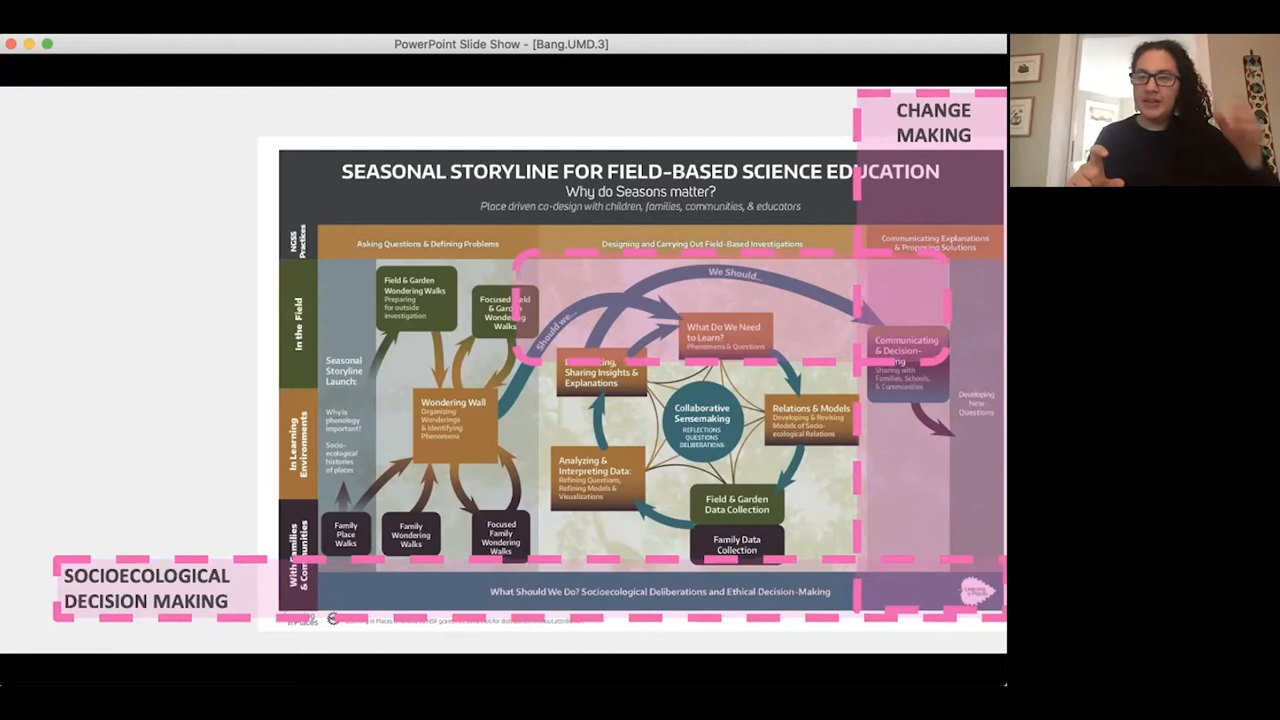 PowerPoint Slide Show - [Bang.UMD.3]
CHANGE
MAKING
SEASONAL STORYLINE FOR FIELD-BASED SCIENCE EDUCATION
Why do Seasons matter?
Place driven co-design with children, families, communities, & educators
NGSS
Practices
Asking Questions & Defining Problems
Designing and Carrying Out Field-Based Investigations
Communicating Explanations
& Proposing Solutions
In the Field
Field & Garden
Wondering Walks
Preparing
for outside
investigation
Focused Field
& Garden
Wondering
Walks
Should we...
We Should...
What Do We Need
to Learn?
Phenomena & Questions
Communicating
& Decision-
Sharing with
Families, Schools,
& Communities
Seasonal
Storyline
Launch:
Why is
phenology
important?
Socio-
ecological
histories
of places
Sharing Insights &
Explanations
In Learning
Environments
Wondering Wall
Organizing
Wonderings
& Identifying
Phenomena
Collaborative
Sensemaking
REFLECTIONS
QUESTIONS
DELIBERATIONS
Relations & Models
Developing & Revising
Models of Socio-
ecological Relations
Developing
New
Questions
Analyzing &
Interpreting Data:
Refining Questions,
Refining Models &
Visualizations
Field & Garden
Data Collection
Family Data
Collection
With Families
Family
Place
Walks
Family
Wondering
Walks
Focused
Family
Wondering
Walks
SOCIOECOLOGICAL
DECISION MAKING
What Should We Do? Socioecological Deliberations and Ethical Decision-Making
in Places